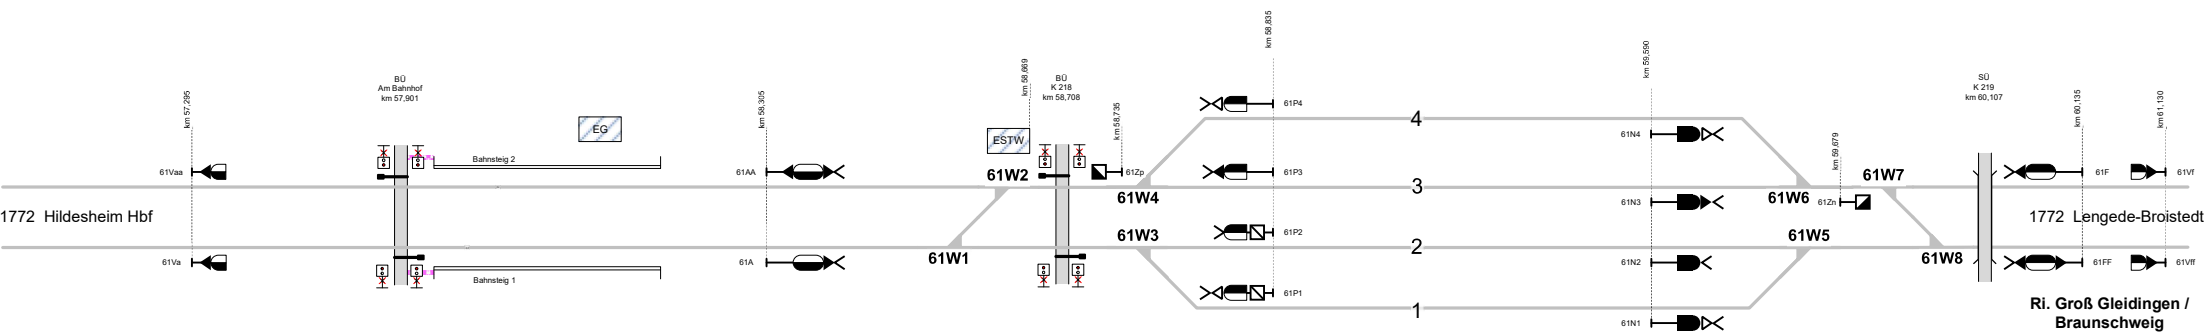 km 57,295
BÜ
Am Bahnhof
km 57,901
EG
km 58,305
km 58,669
BÜ
K 218
km 58,708
ESTW
km 58,735
km 58,835
km 59,590
km 59,679
SÜ
K 219
km 60,107
km 60,135
km 61,130
61P4
4
61N4
61Vaa
Bahnsteig 2
61AA
61W2
61Zp
61P3
61W7
61F
61Vf
61W4
3
61N3
61W6
61Zn
1772 Hildesheim Hbf
1772 Lengede-Broistedt
61W3
61P2
2
61W5
61Va
Bahnsteig 1
61A
61W1
61N2
61W8
61FF
61Vff
61P1
1
61N1
Ri. Groß Gleidingen /
Braunschweig